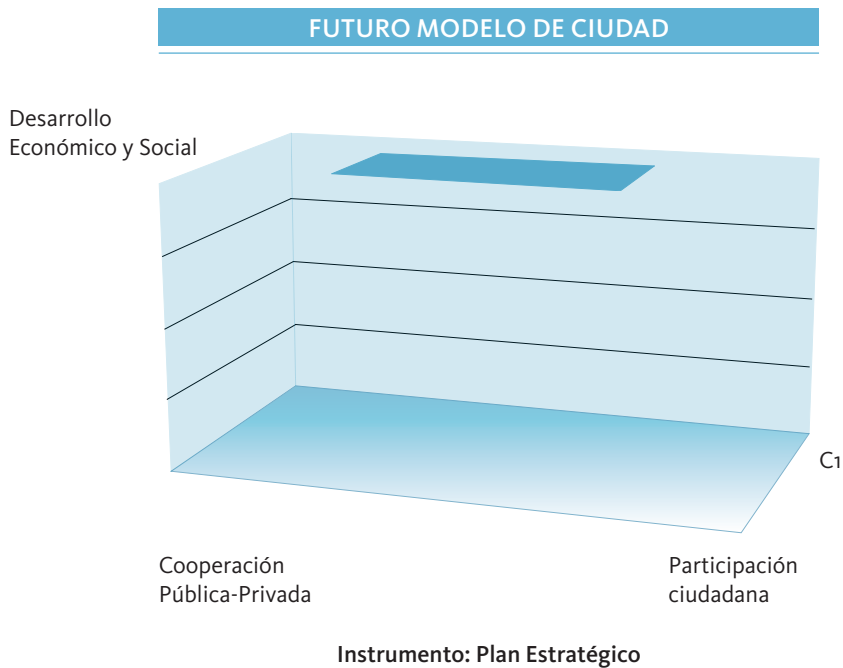 FUTURO MODELO DE CIUDAD
Desarrollo
Económico y Social
C1
Cooperación
Pública-Privada
Participación
ciudadana
Instrumento: Plan Estratégico